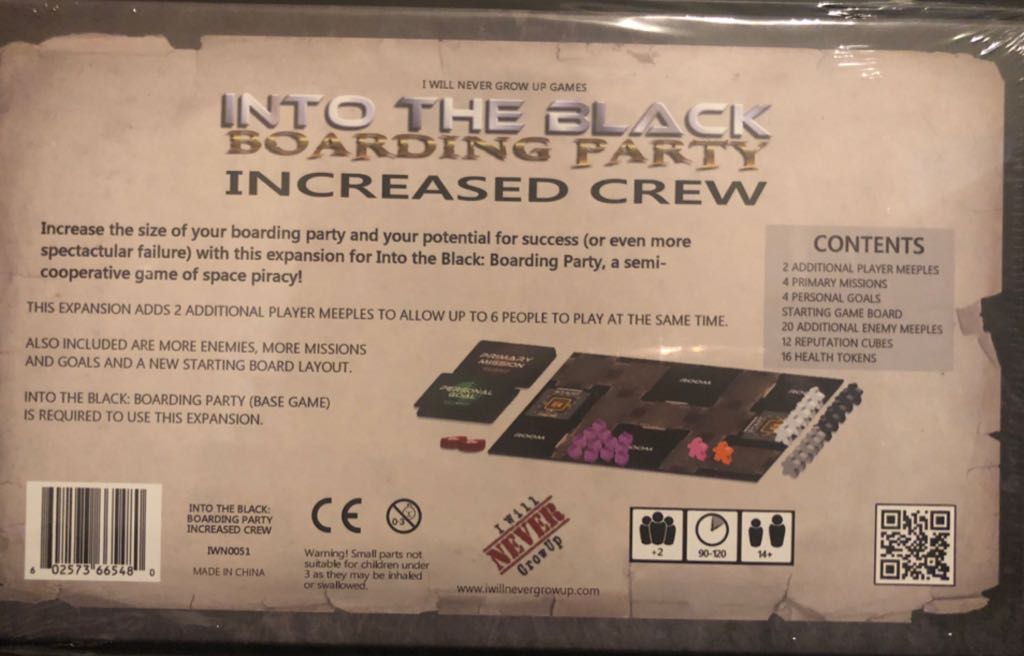 I WILL NEVER GROW UP GAMES
INTO THE BLACK
BOARDING PARTY
INCREASED CREW
Increase the size of your boarding party and your potential for success (or even more
spectactular failure) with this expansion for Into the Black: Boarding Party, a semi-
cooperative game of space piracy!
THIS EXPANSION ADDS 2 ADDITIONAL PLAYER MEEPLES TO ALLOW UP TO 6 PEOPLE TO PLAY AT THE SAME TIME.
ALSO INCLUDED ARE MORE ENEMIES, MORE MISSIONS
AND GOALS AND A NEW STARTING BOARD LAYOUT.
INTO THE BLACK: BOARDING PARTY (BASE GAME)
IS REQUIRED TO USE THIS EXPANSION.
CONTENTS
2 ADDITIONAL PLAYER MEEPLES
4 PRIMARY MISSIONS
4 PERSONAL GOALS
STARTING GAME BOARD
20 ADDITIONAL ENEMY MEEPLES
12 REPUTATION CUBES
16 HEALTH TOKENS
PRIMARY
MISSION
PERSONAL
GOAL
ROOM
ROOM
ROOM
OOM
6 02573 66548 0
INTO THE BLACK:
BOARDING PARTY
INCREASED CREW
IWN0051
MADE IN CHINA
CE
0-3
Warning! Small parts not
suitable for children under
3 as they may be inhaled
or swallowed.
I Will
NEVER
Grow Up
www.iwillnevergrowup.com
+2
90-120
14+